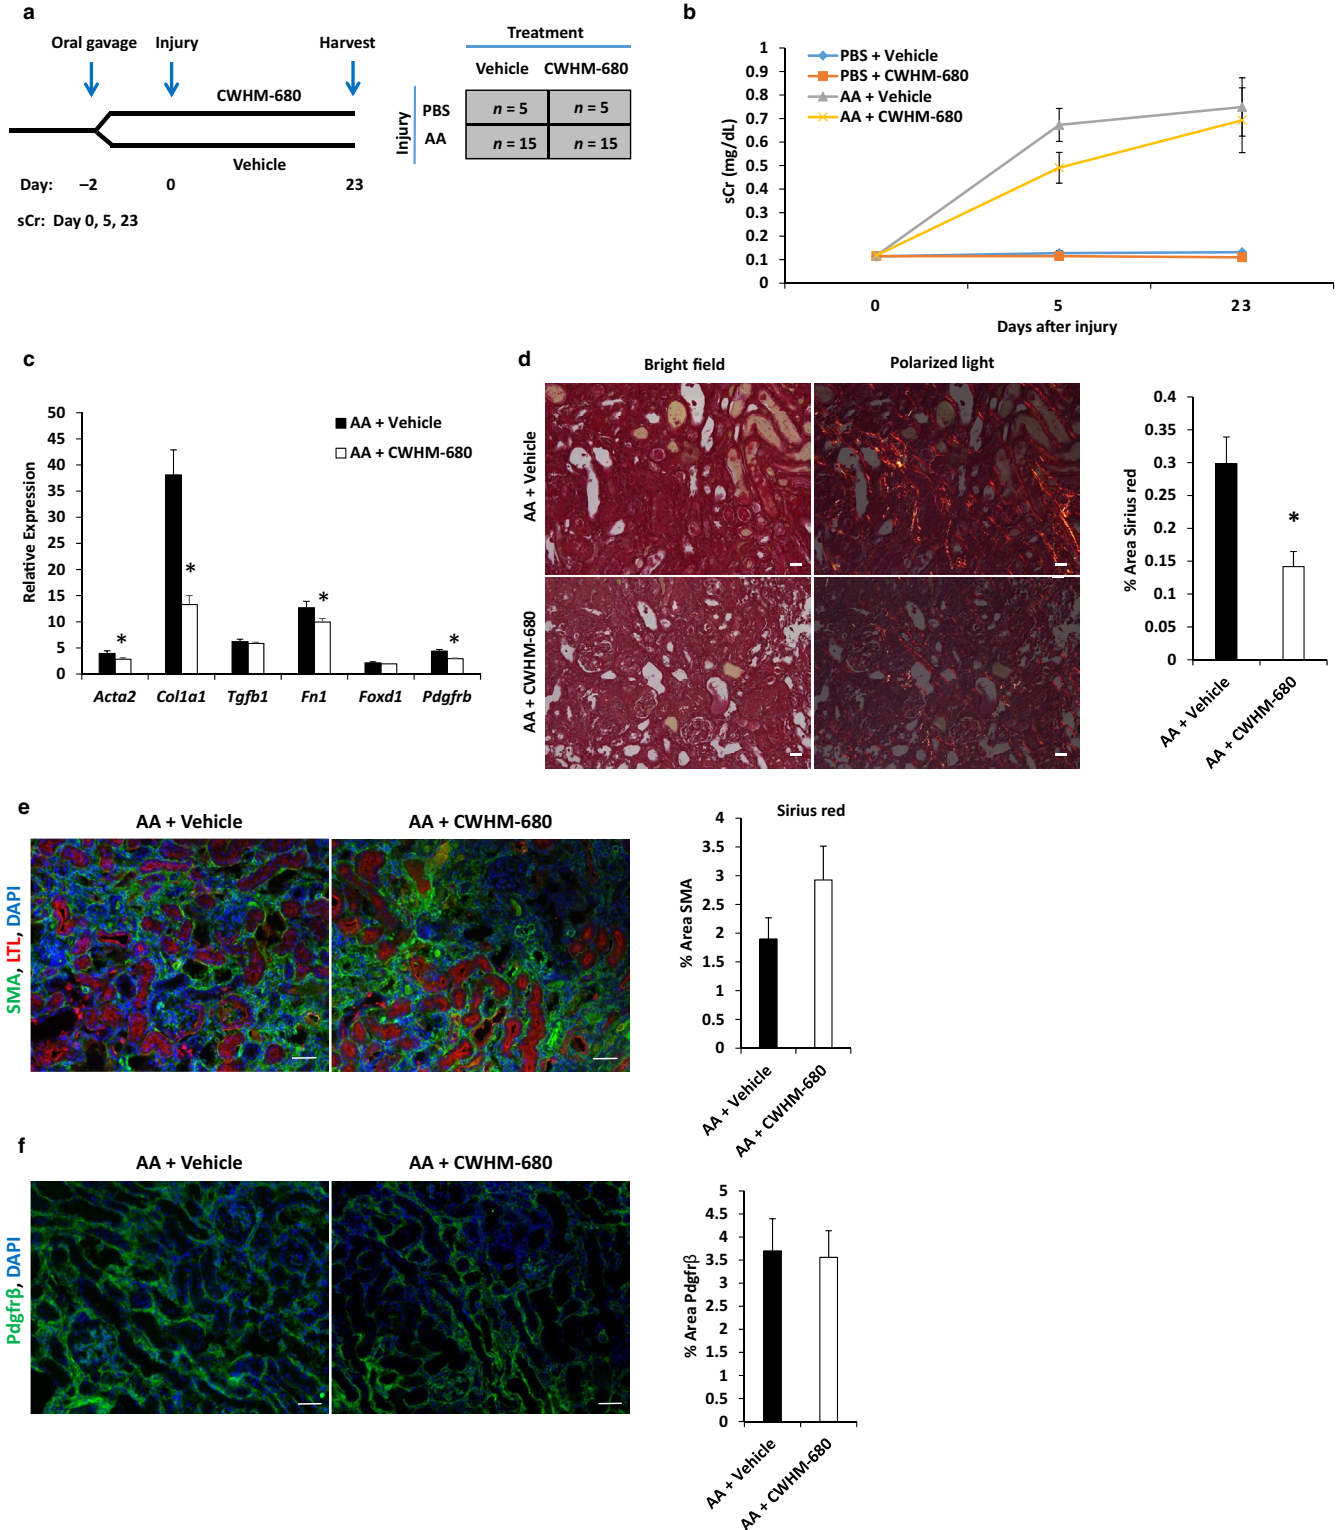 a
Oral gavage Injury Harvest
CWHM-680
Vehicle
Day: –2 0 23
sCr: Day 0, 5, 23
Treatment
Vehicle CWHM-680
Injury
PBS n = 5 n = 5
AA n = 15 n = 15
b
sCr (mg/dL)
1
0.9
0.8
0.7
0.6
0.5
0.4
0.3
0.2
0.1
0
PBS + Vehicle
PBS + CWHM-680
AA + Vehicle
AA + CWHM-680
0 5 23
Days after injury
c
Relative Expression
50
45
40
35
30
25
20
15
10
5
0
AA + Vehicle
AA + CWHM-680
*
*
*
*
Acta2 Col1a1 Tgfb1 Fn1 Foxd1 Pdgfrb
d
Bright field Polarized light
AA + Vehicle
AA + CWHM-680
% Area Sirius red
0.4
0.35
0.3
0.25
0.2
0.15
0.1
0.05
0
*
AA + Vehicle
AA + CWHM-680
e
AA + Vehicle AA + CWHM-680
SMA, LTL, DAPI
Sirius red
% Area SMA
4
3.5
3
2.5
2
1.5
1
0.5
0
AA + Vehicle
AA + CWHM-680
f
AA + Vehicle AA + CWHM-680
Pdgfrβ, DAPI
% Area Pdgfrβ
5
4.5
4
3.5
3
2.5
2
1.5
1
0.5
0
AA + Vehicle
AA + CWHM-680